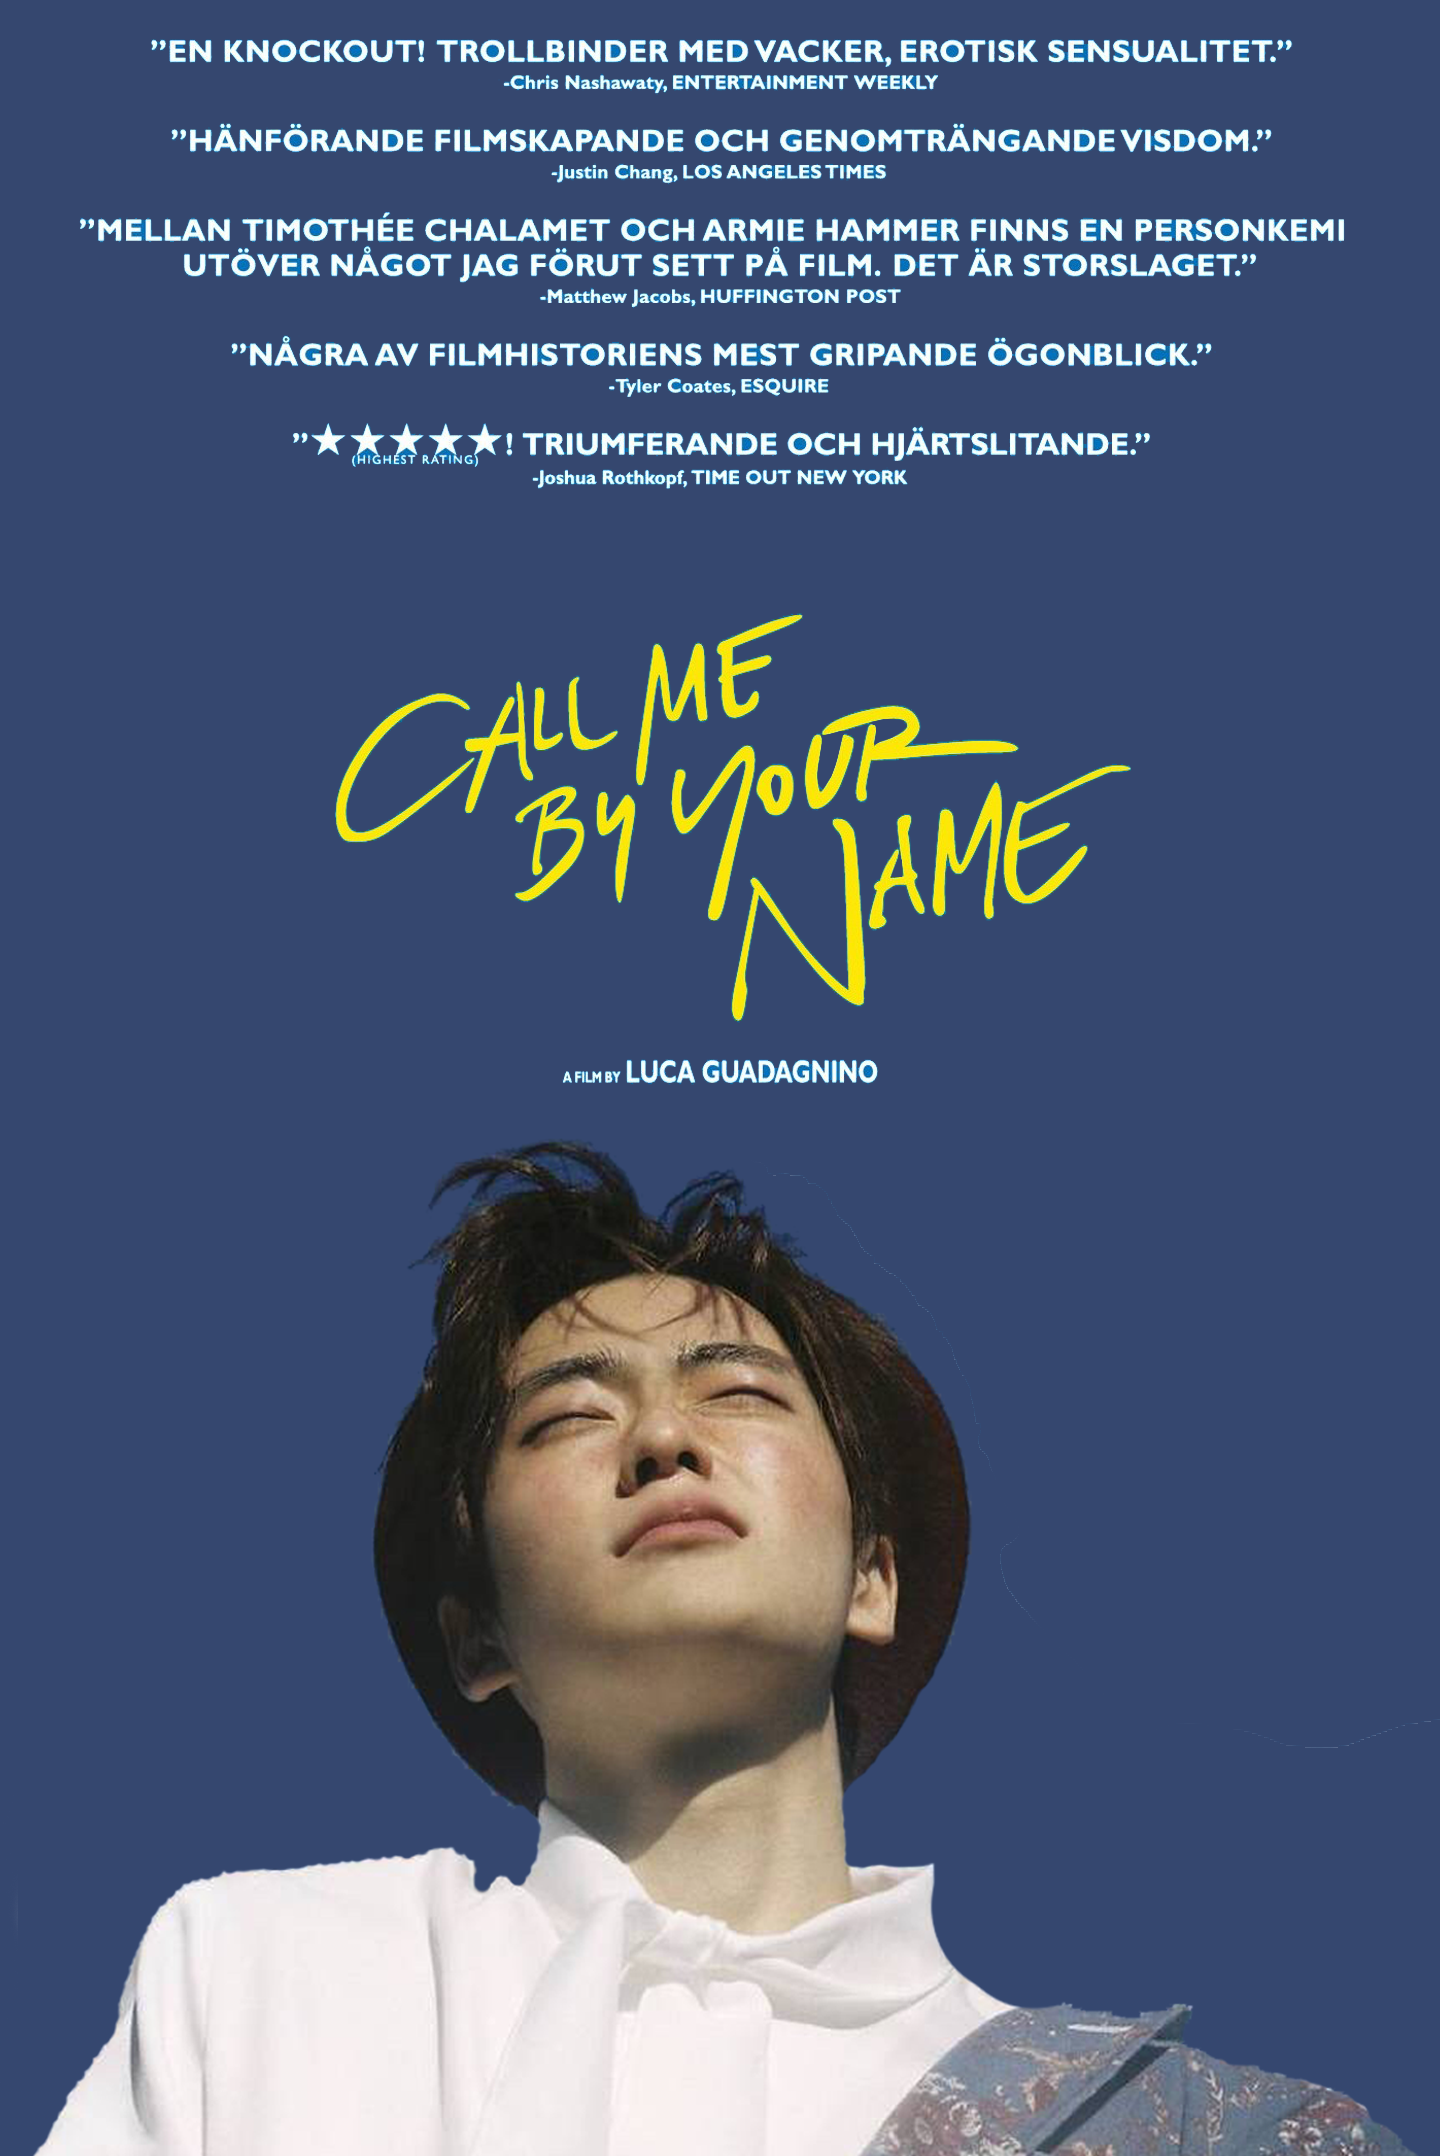 ”EN KNOCKOUT! TROLLBINDER MED VACKER, EROTISK SENSUALITET.”
-Chris Nashawaty, ENTERTAINMENT WEEKLY
”HÄNFÖRANDE FILMSKAPANDE OCH GENOMTRÄNGANDE VISDOM.”
-Justin Chang, LOS ANGELES TIMES
”MELLAN TIMOTHÉE CHALAMET OCH ARMIE HAMMER FINNS EN PERSONKEMI
UTÖVER NÅGOT JAG FÖRUT SETT PÅ FILM. DET ÄR STORSLAGET.”
-Matthew Jacobs, HUFFINGTON POST
”NÅGRA AV FILMHISTORIENS MEST GRIPANDE ÖGONBLICK.”
-Tyler Coates, ESQUIRE
”★★★★★! TRIUMFERANDE OCH HJÄRTSLITANDE.”
(HIGHEST RATING)
-Joshua Rothkopf, TIME OUT NEW YORK
CALL ME
BY YOUR
NAME
A FILM BY LUCA GUADAGNINO